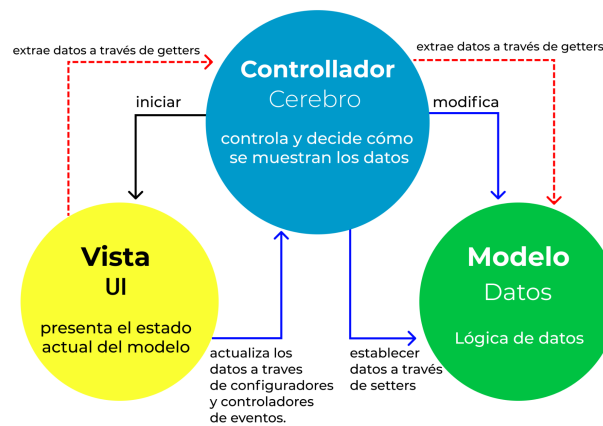 extrae datos a través de getters
extrae datos a través de getters
Controllador
Cerebro
controla y decide cómo
se muestran los datos
iniciar
modifica
Vista
UI
presenta el estado
actual del modelo
Modelo
Datos
Lógica de datos
actualiza los
datos a traves
de configuradores
y controladores
de eventos.
establecer
datos a través
de setters